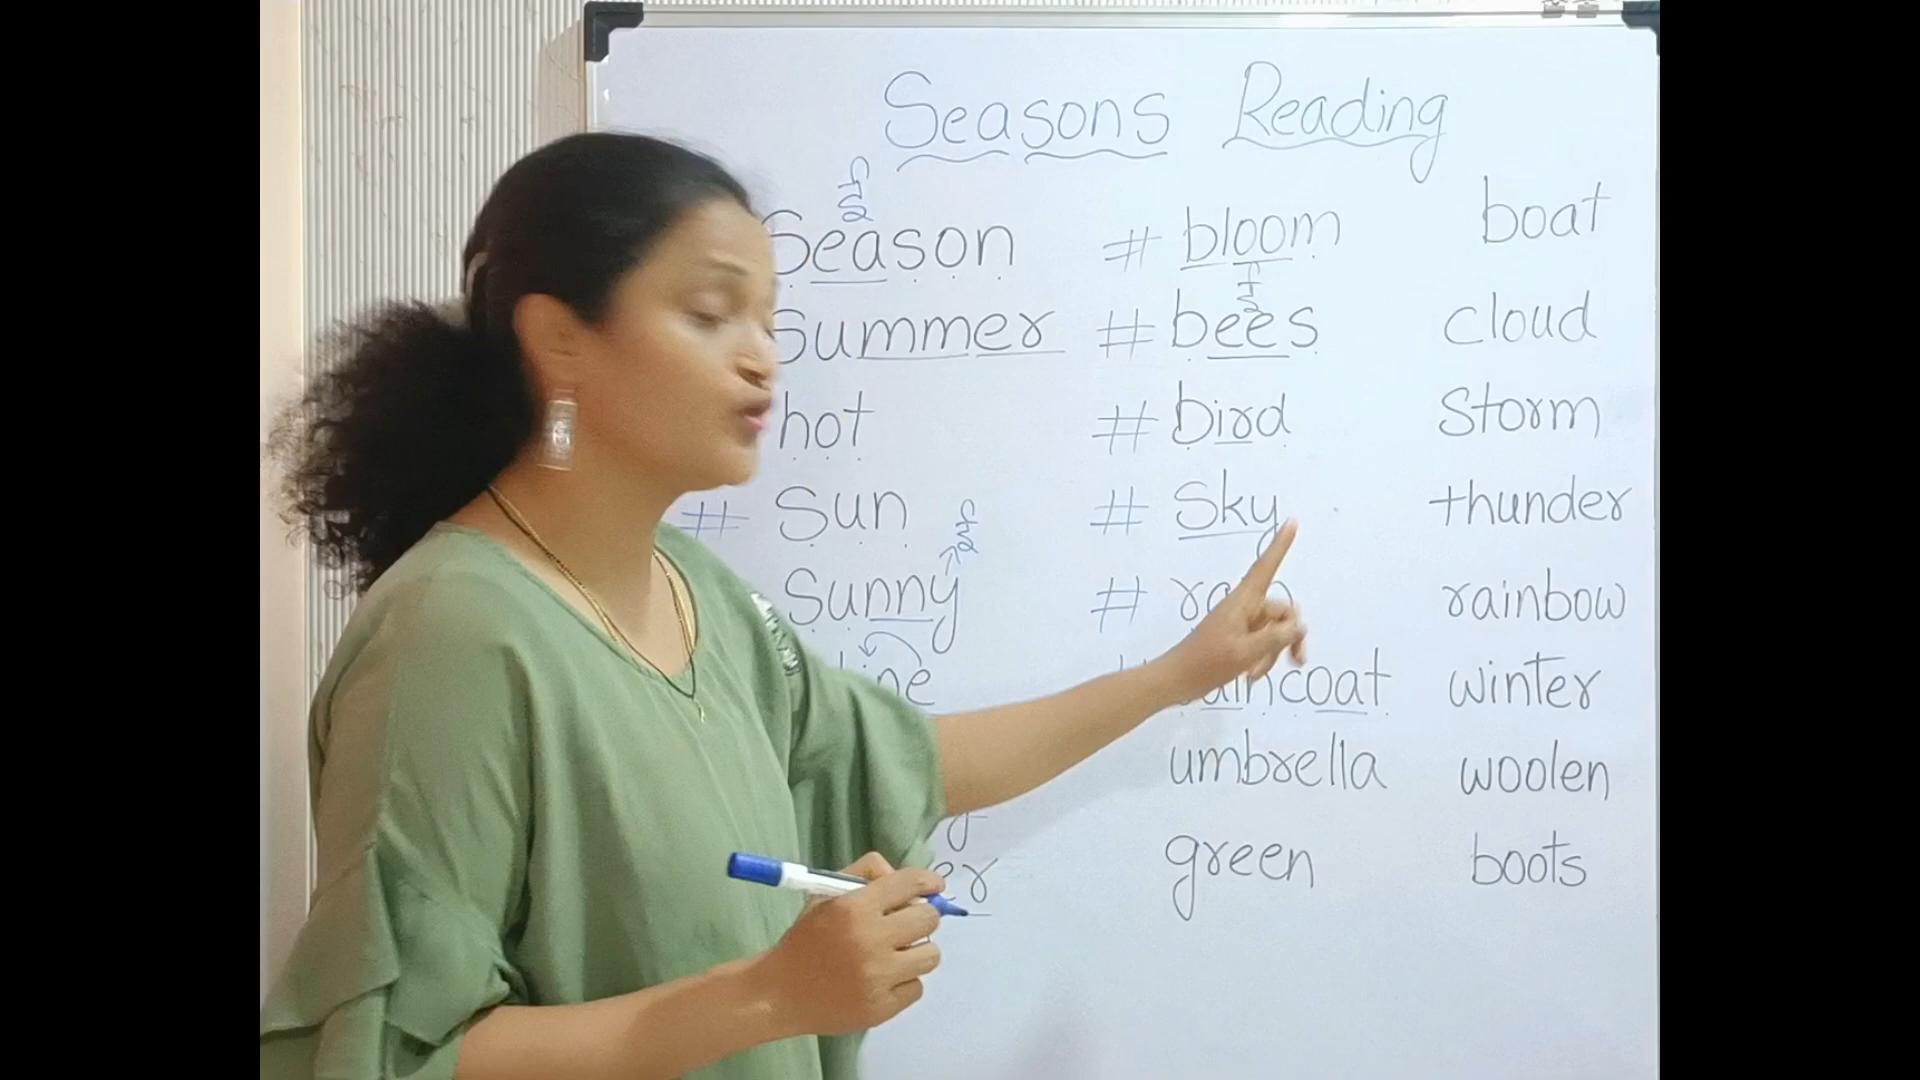 Seasons Reading
ई
Season # bloom boat
ई
Summer # bees cloud
hot # bird Storm
# Sun # Sky thunder
ई
Sunny # rain rainbow
raincoat winter
umbrella woolen
green boots